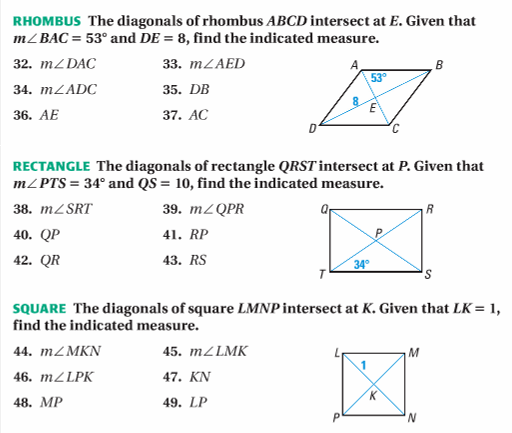 RHOMBUS The diagonals of rhombus ABCD intersect at E. Given that
m∠BAC = 53° and DE = 8, find the indicated measure.
32. m∠DAC 33. m∠AED
34. m∠ADC 35. DB
36. AE 37. AC
A B
53°
8 E
D C
RECTANGLE The diagonals of rectangle QRST intersect at P. Given that
m∠PTS = 34° and QS = 10, find the indicated measure.
38. m∠SRT 39. m∠QPR
40. QP 41. RP
42. QR 43. RS
Q R
P
34°
T S
SQUARE The diagonals of square LMNP intersect at K. Given that LK = 1,
find the indicated measure.
44. m∠MKN 45. m∠LMK
46. m∠LPK 47. KN
48. MP 49. LP
L M
1
K
P N